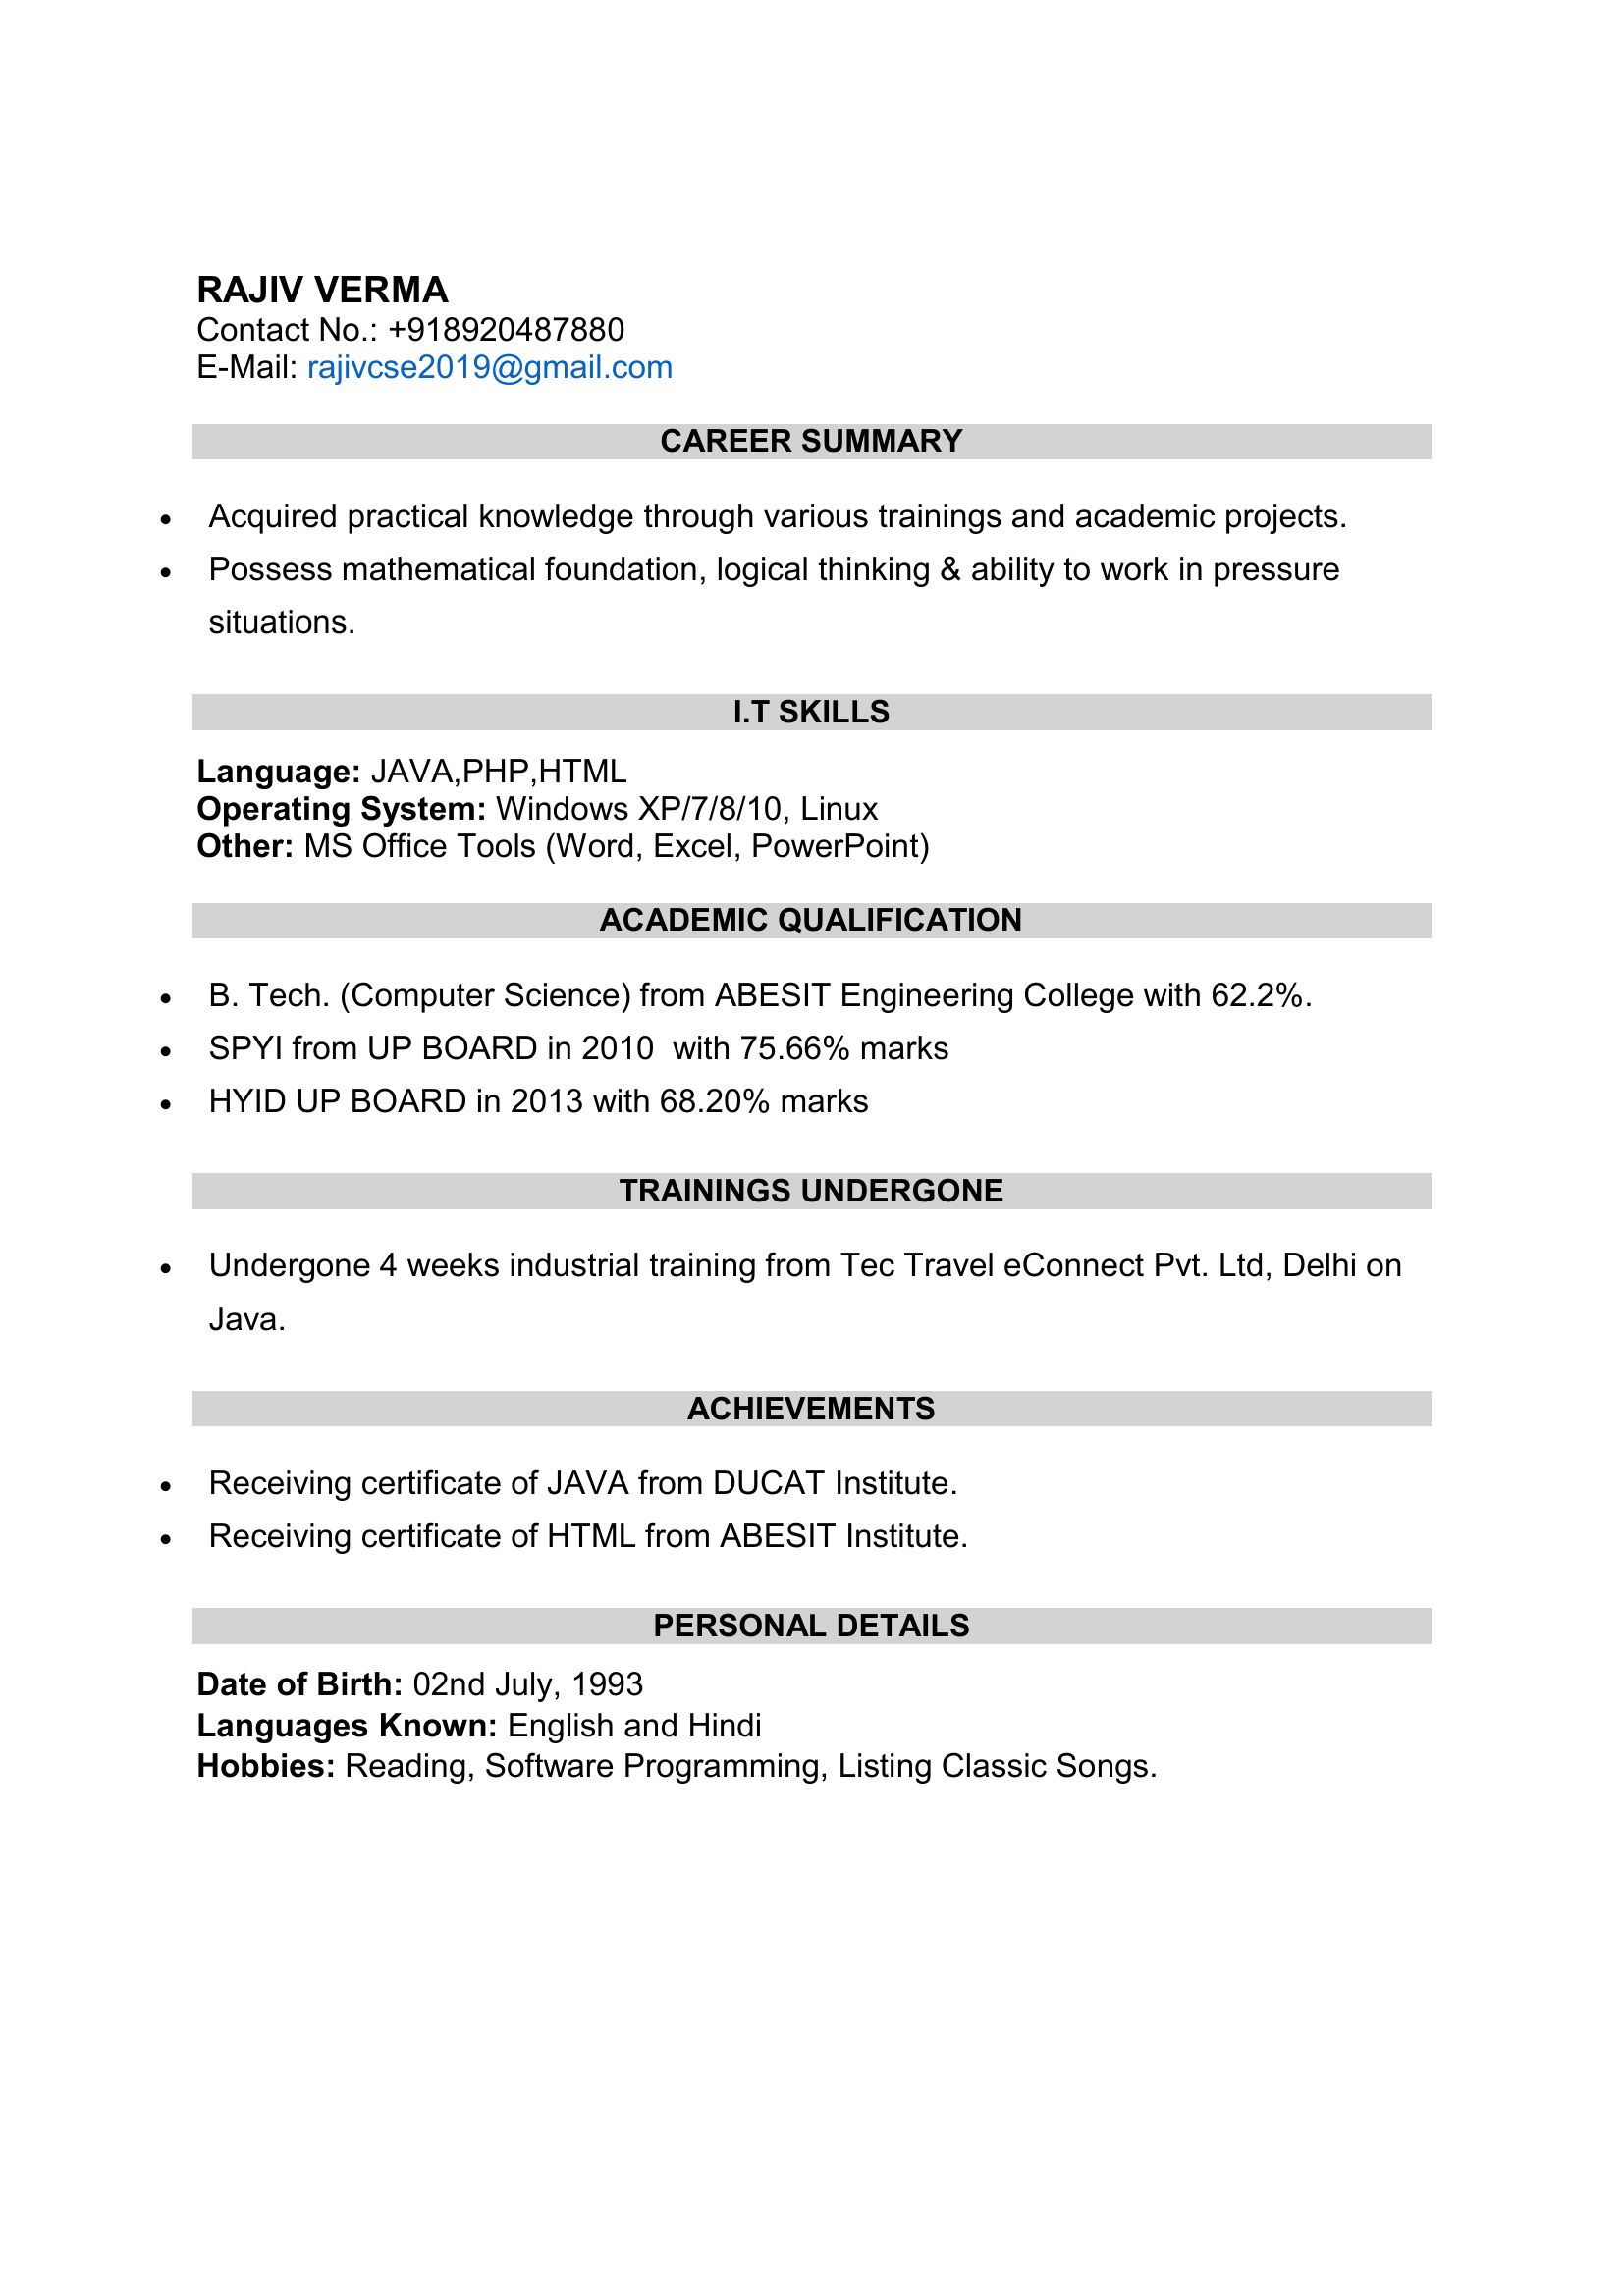 RAJIV VERMA
Contact No.: +918920487880
E-Mail: rajivcse2019@gmail.com
CAREER SUMMARY
• Acquired practical knowledge through various trainings and academic projects.
• Possess mathematical foundation, logical thinking & ability to work in pressure
situations.
I.T SKILLS
Language: JAVA,PHP,HTML
Operating System: Windows XP/7/8/10, Linux
Other: MS Office Tools (Word, Excel, PowerPoint)
ACADEMIC QUALIFICATION
• B. Tech. (Computer Science) from ABESIT Engineering College with 62.2%.
• SPYI from UP BOARD in 2010  with 75.66% marks
• HYID UP BOARD in 2013 with 68.20% marks
TRAININGS UNDERGONE
• Undergone 4 weeks industrial training from Tec Travel eConnect Pvt. Ltd, Delhi on
Java.
ACHIEVEMENTS
• Receiving certificate of JAVA from DUCAT Institute.
• Receiving certificate of HTML from ABESIT Institute.
PERSONAL DETAILS
Date of Birth: 02nd July, 1993
Languages Known: English and Hindi
Hobbies: Reading, Software Programming, Listing Classic Songs.